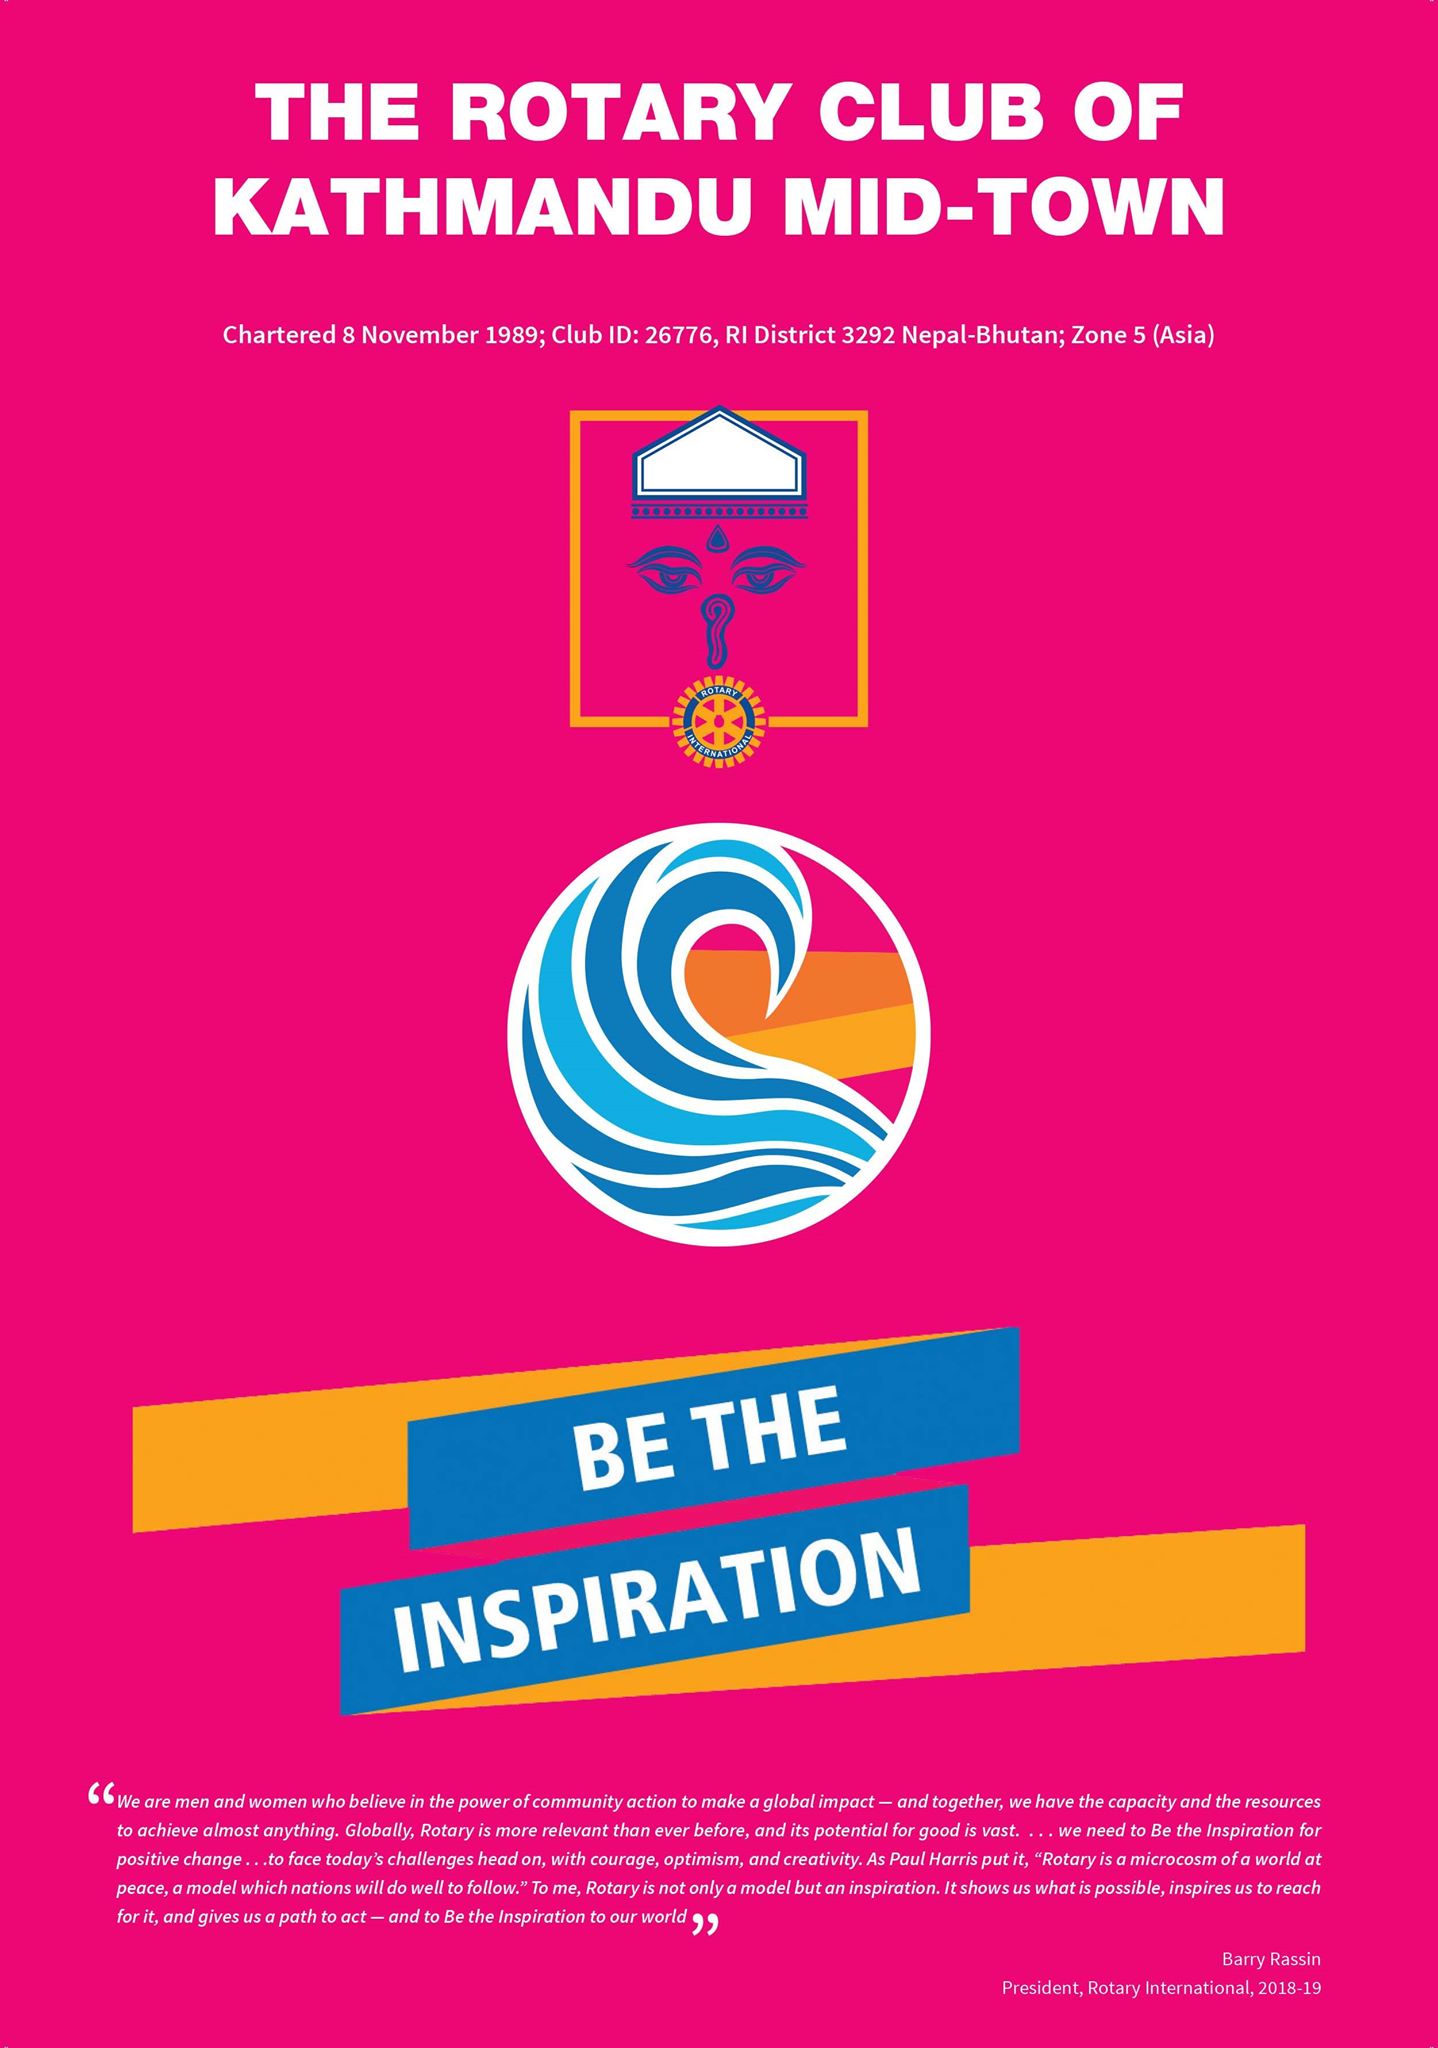 THE ROTARY CLUB OF
KATHMANDU MID-TOWN
Chartered 8 November 1989; Club ID: 26776, RI District 3292 Nepal-Bhutan; Zone 5 (Asia)
ROTARY
INTERNATIONAL
BE THE
INSPIRATION
“We are men and women who believe in the power of community action to make a global impact — and together, we have the capacity and the resources
to achieve almost anything. Globally, Rotary is more relevant than ever before, and its potential for good is vast. . . . we need to Be the Inspiration for
positive change . . .to face today’s challenges head on, with courage, optimism, and creativity. As Paul Harris put it, “Rotary is a microcosm of a world at
peace, a model which nations will do well to follow.” To me, Rotary is not only a model but an inspiration. It shows us what is possible, inspires us to reach
for it, and gives us a path to act — and to Be the Inspiration to our world”
Barry Rassin
President, Rotary International, 2018-19